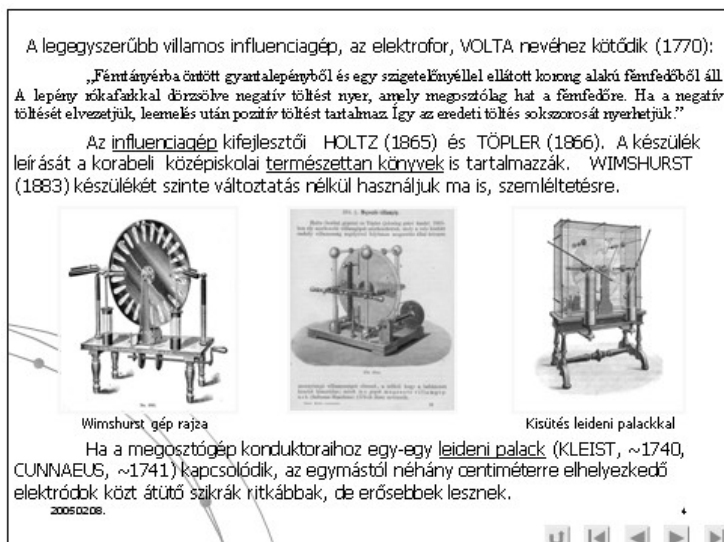 A legegyszerűbb villamos influenciagép, az elektrofor, VOLTA nevéhez kötődik (1770):
„Fémtányérba öntött gyantalepényből és egy szigetelőnyéllel ellátott korong alakú fémfedőből áll.
A lepény rókafarkkal dörzsölve negatív töltést nyer, amely megosztólag hat a fémfedőre. Ha a negatív
töltését elvezetjük, leemelés után pozitív töltést tartalmaz. Így az eredeti töltés sokszorosát nyerhetjük.”
Az influenciagép kifejlesztői HOLTZ (1865) és TÖPLER (1866). A készülék
leírását a korabeli középiskolai természettan könyvek is tartalmazzák. WIMSHURST
(1883) készülékét szinte változtatás nélkül használjuk ma is, szemléltetésre.
Wimshurst gép rajza
Kisütés leideni palackkal
Ha a megosztógép konduktoraihoz egy-egy leideni palack (KLEIST, ~1740,
CUNNAEUS, ~1741) kapcsolódik, az egymástól néhány centiméterre elhelyezkedő
elektródok közt átütő szikrák ritkábbak, de erősebbek lesznek.
20050208.
4